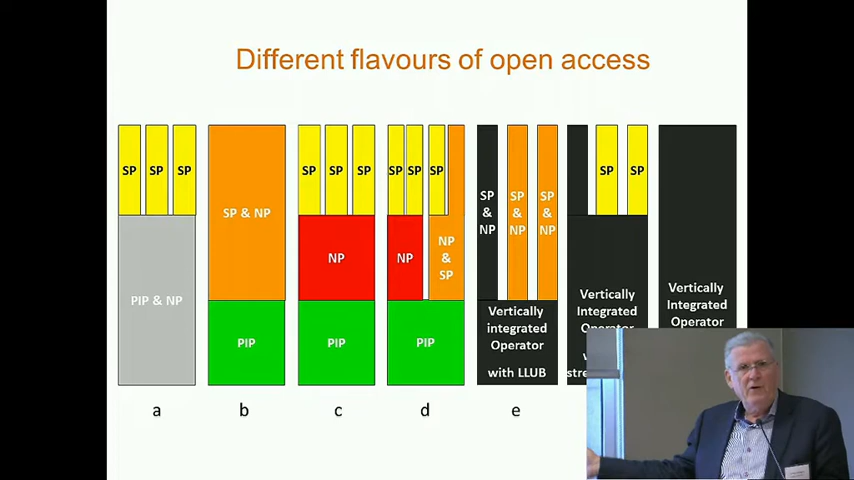 Different flavours of open access
SP SP SP
PIP & NP
a
SP & NP
PIP
b
SP SP SP
NP
PIP
c
SP SP SP
NP
NP
&
SP
PIP
d
SP
&
NP
SP
&
NP
SP
&
NP
Vertically
integrated
Operator
with LLUB
e
SP SP
Vertically
Integrated
Operator
Vertically
Integrated
Operator